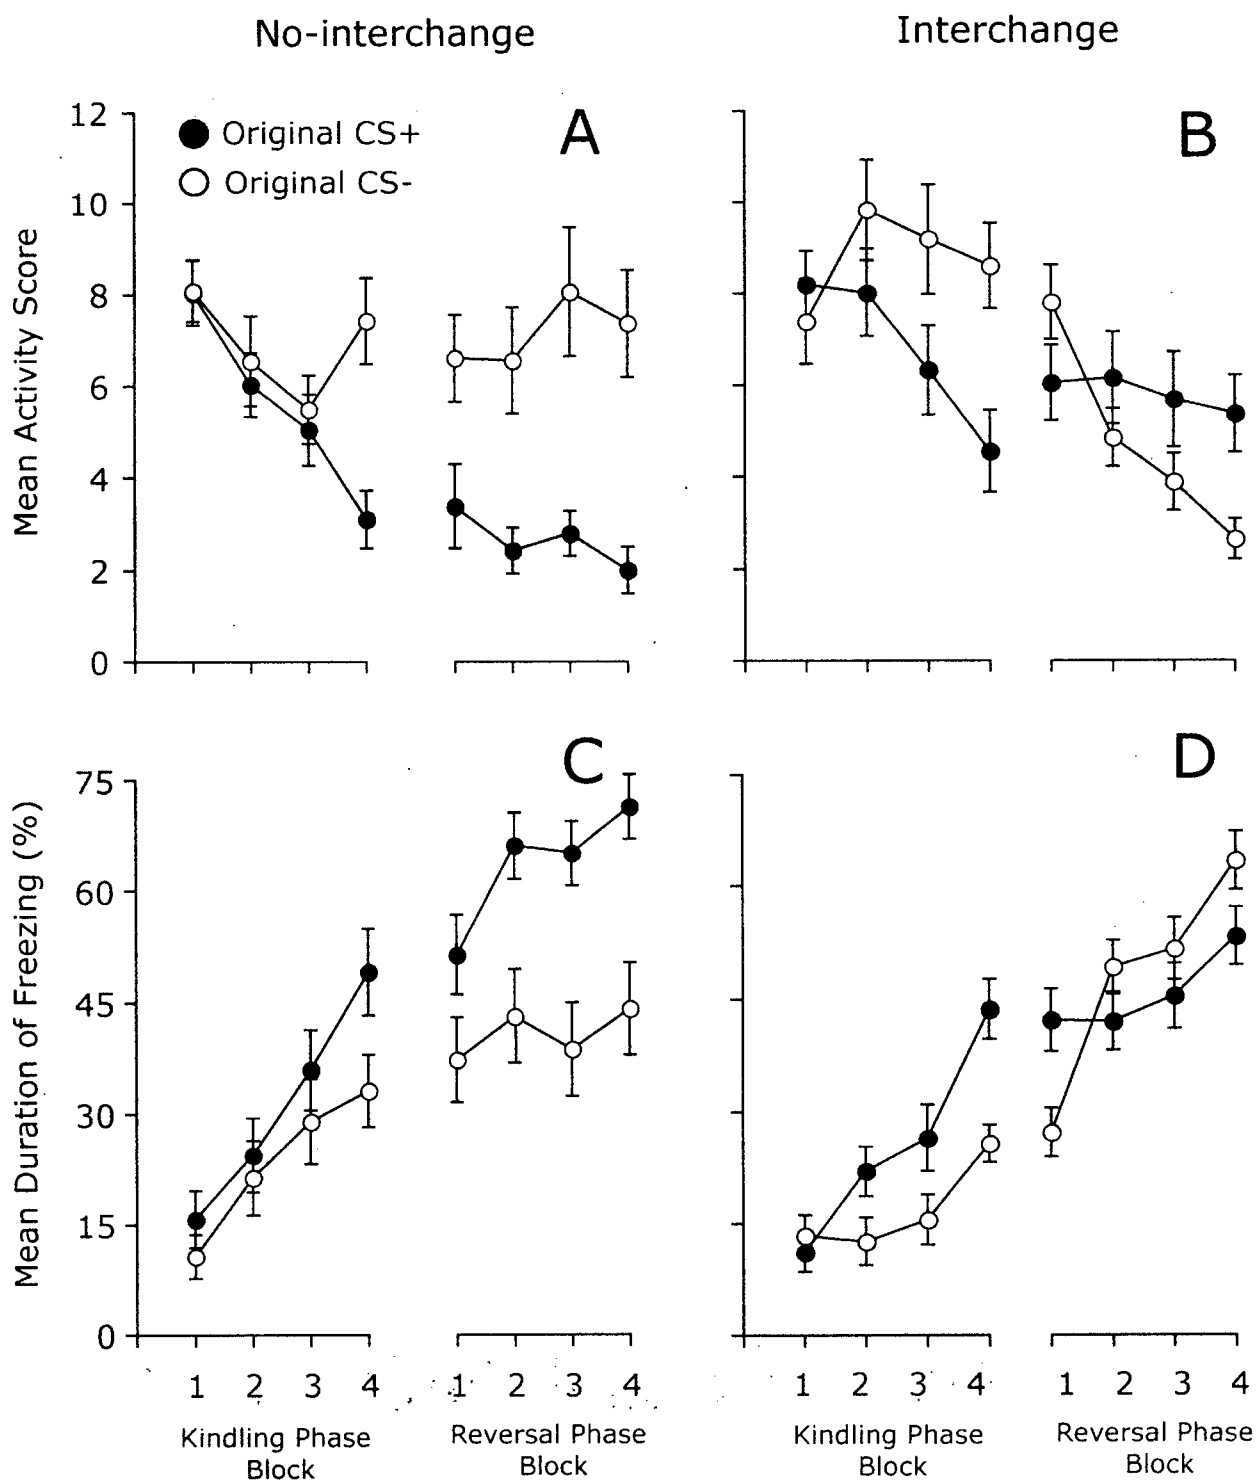 No-interchange
Interchange
A
B
Original CS+
Original CS-
12
10
8
6
4
2
0
Mean Activity Score
C
D
75
60
45
30
15
0
Mean Duration of Freezing (%)
1 2 3 4 1 2 3 4 1 2 3 4 1 2 3 4
Kindling Phase
Block
Reversal Phase
Block
Kindling Phase
Block
Reversal Phase
Block